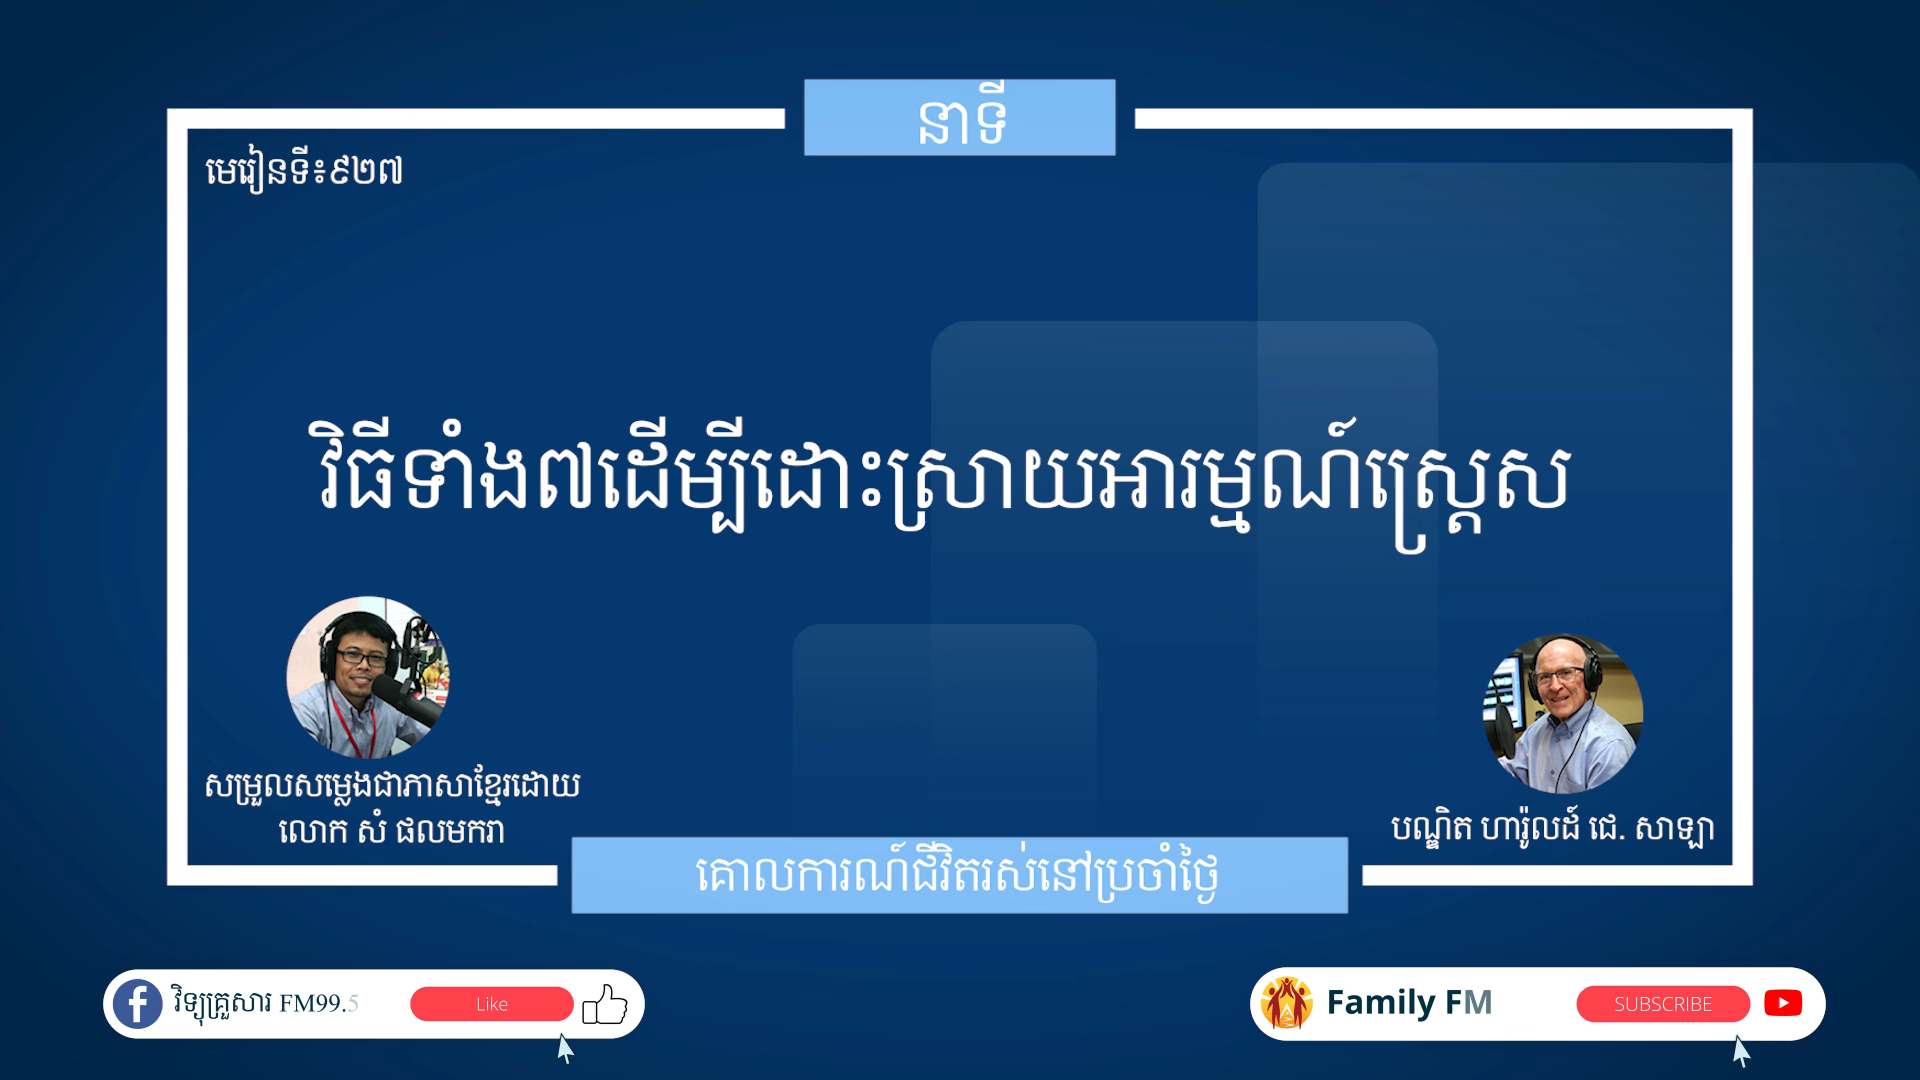 នាទី
មេរៀនទី៖៩២៧
វិធីទាំង៧ដើម្បីដោះស្រាយអារម្មណ៍ស្ត្រេស
សម្រួលសម្លេងជាភាសាខ្មែរដោយ
លោក សំ ផលមករា
បណ្ឌិត ហារ៉ូលដ៍ ជេ. សាឡា
គោលការណ៍ជីវិតរស់នៅប្រចាំថ្ងៃ
វិទ្យុគ្រួសារ FM99.5
Like
Family FM
SUBSCRIBE